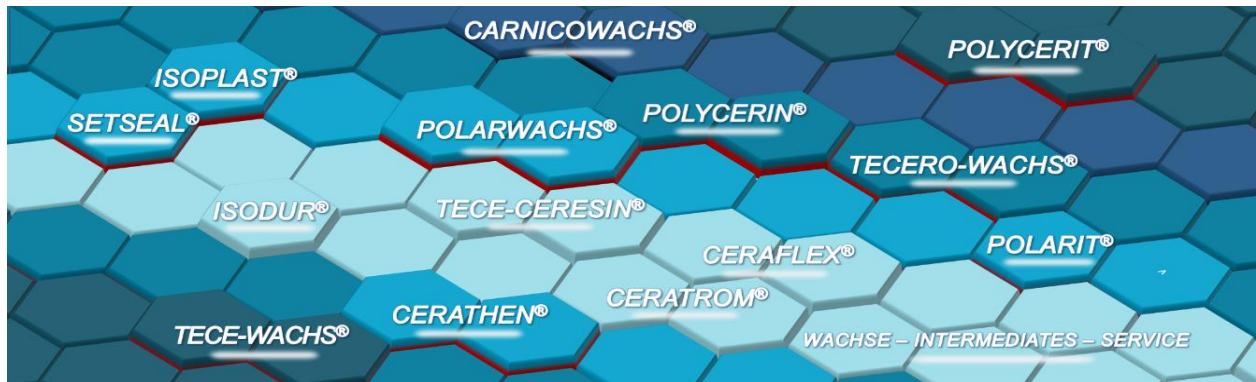 CARNICOWACHS®
POLYCERIT®
ISOPLAST®
SETSEAL®
POLARWACHS®
POLYCERIN®
TECERO-WACHS®
ISODUR®
TECE-CERESIN®
CERAFLEX®
POLARIT®
CERATROM®
CERATHEN®
TECE-WACHS®
WACHSE – INTERMEDIATES – SERVICE